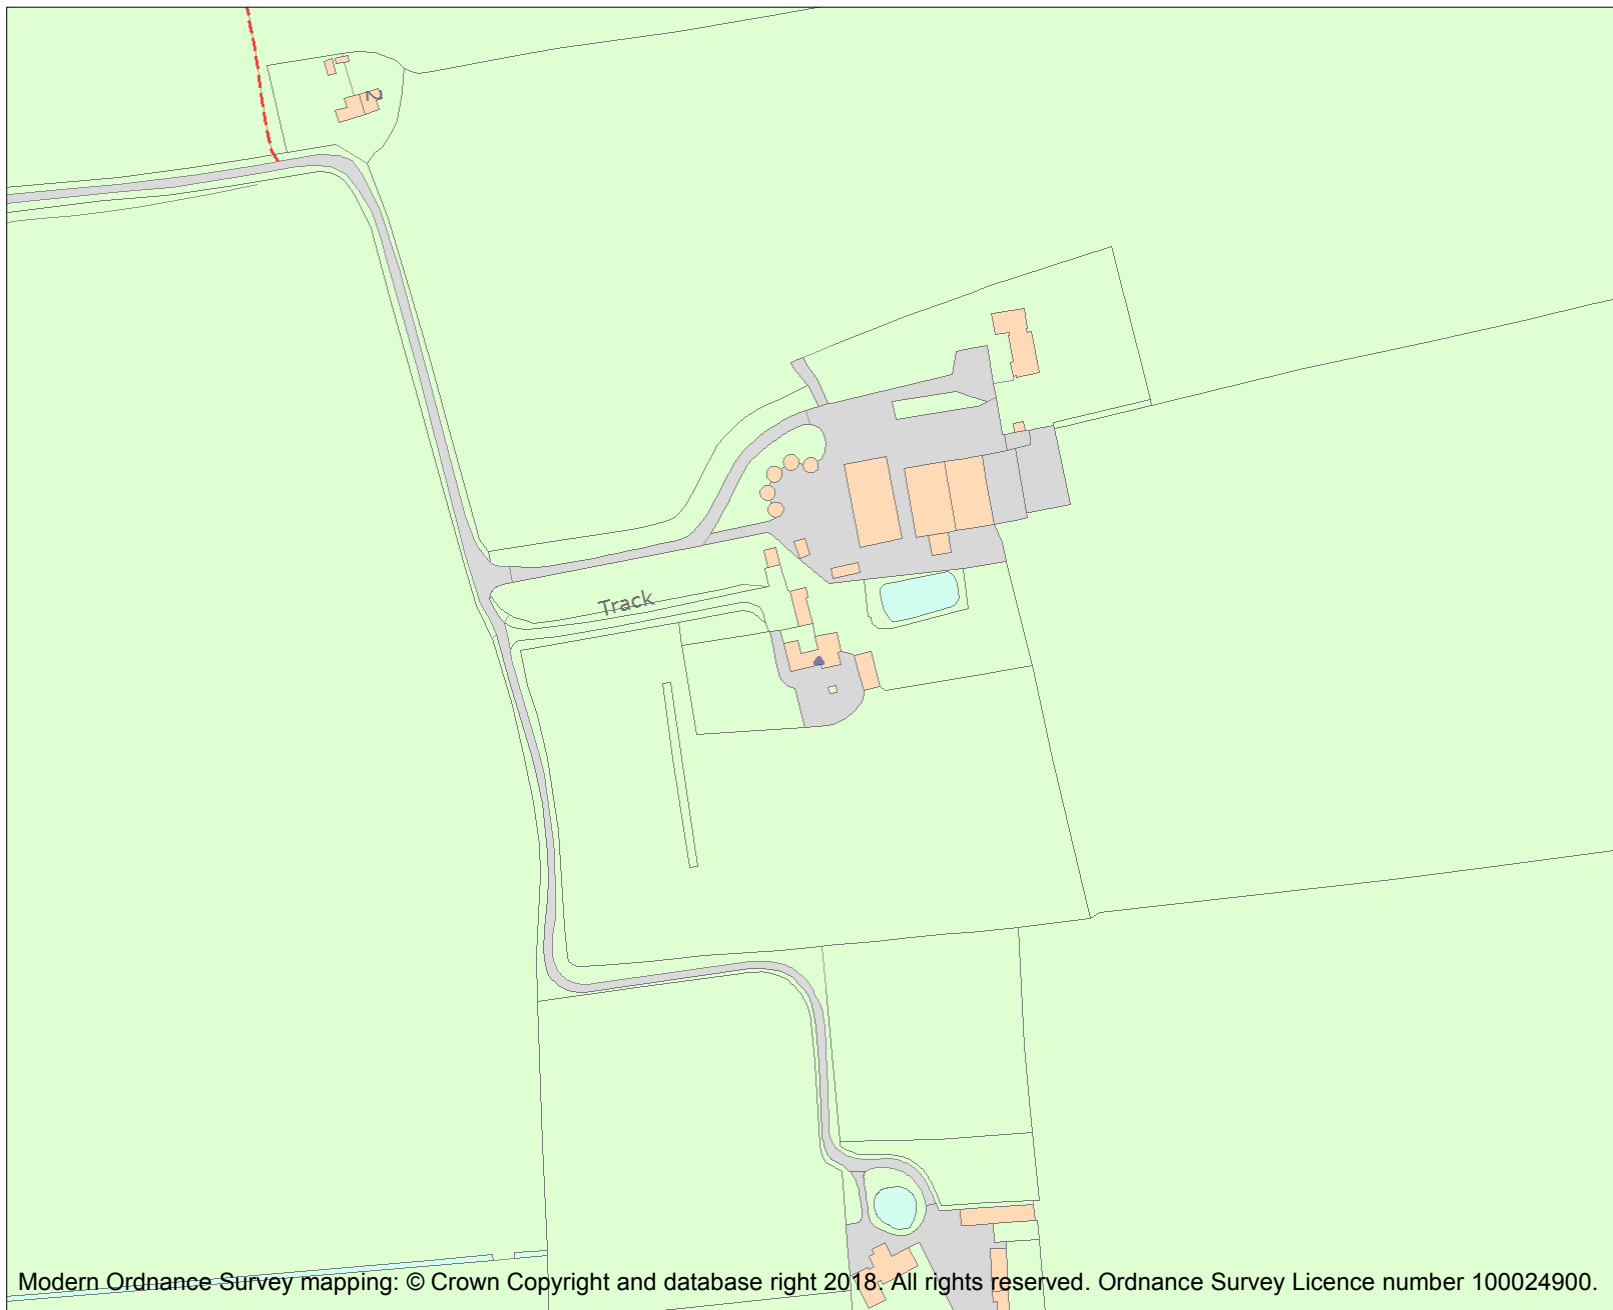 2
Track
Modern Ordnance Survey mapping: © Crown Copyright and database right 2018. All rights reserved. Ordnance Survey Licence number 100024900.